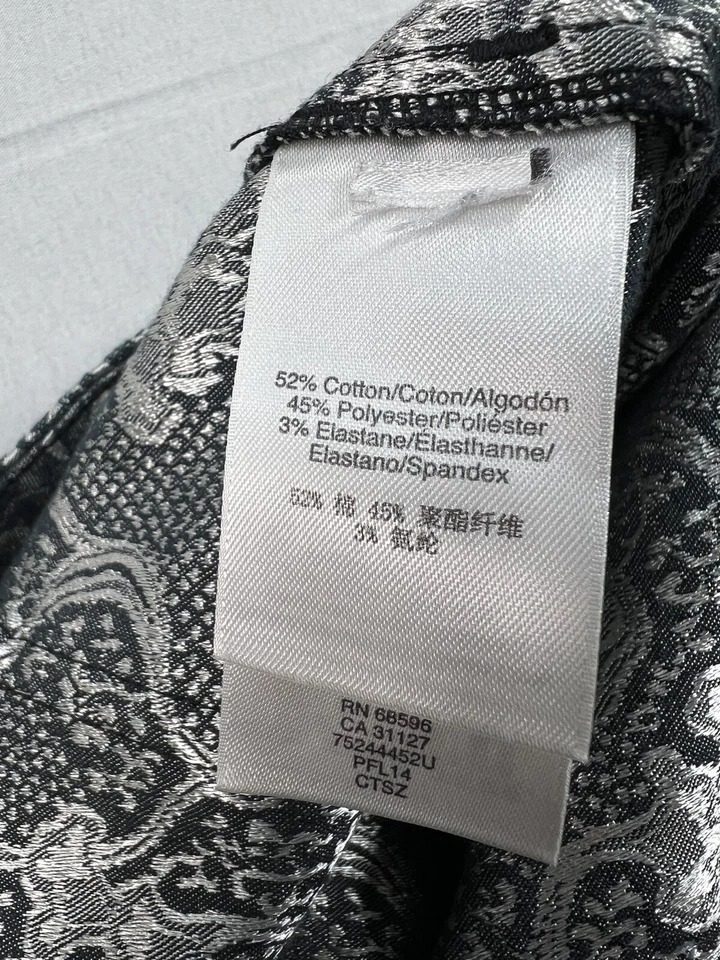 52% Cotton/Coton/Algodón
45% Polyester/Poliéster
3% Elastane/Elasthanne/
Elastano/Spandex
52% 棉 45% 聚酯纤维
3% 氨纶
RN 68596
CA 31127
75244452U
PFL14
CTSZ